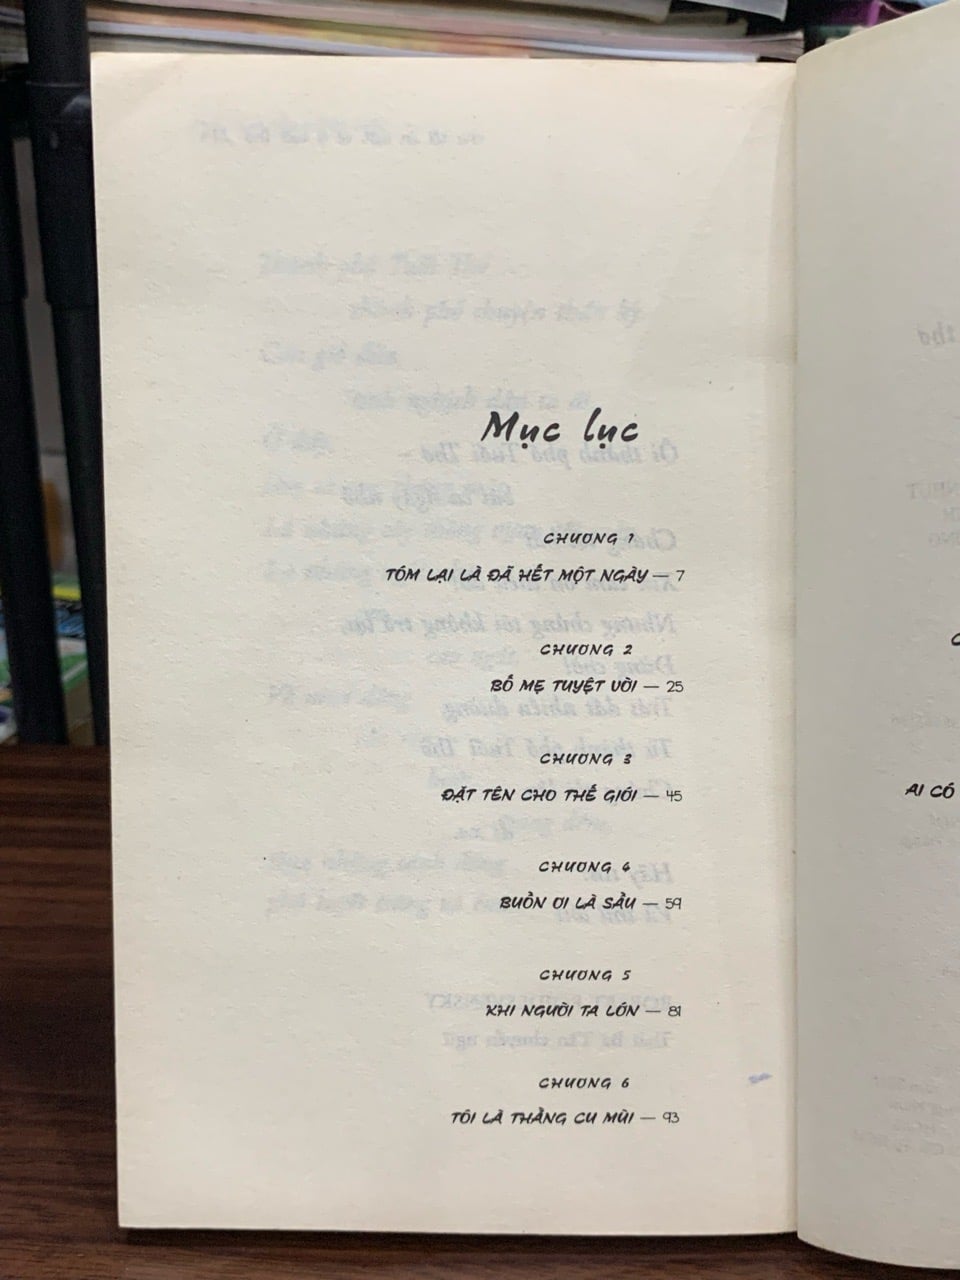 Mục lục
CHƯƠNG 1
TÓM LẠI LÀ ĐÃ HẾT MỘT NGÀY — 7
CHƯƠNG 2
BỐ MẸ TUYỆT VỜI — 25
CHƯƠNG 3
ĐẶT TÊN CHO THẾ GIỚI — 45
CHƯƠNG 4
BUỒN ƠI LÀ SẦU — 59
CHƯƠNG 5
KHI NGƯỜI TA LỚN — 81
CHƯƠNG 6
TÔI LÀ THẰNG CU MÙI — 93
AI CÓ